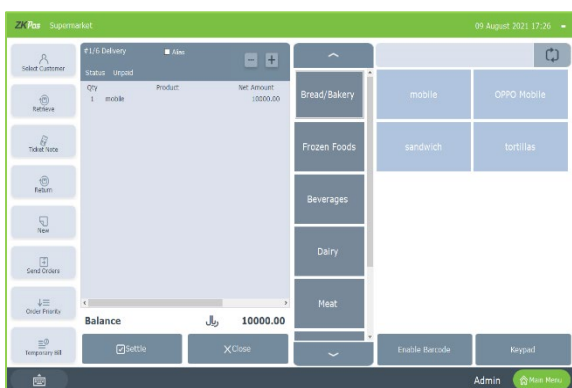 ZKPos Supermarket
09 August 2021 17:26
Select Customer
Retrieve
Ticket Note
Return
New
Send Orders
Order Priority
Temporary Bill
#1/6 Delivery Alias
- +
Status Unpaid
Qty Product Net Amount
1 mobile 10000.00
Balance ﷼ 10000.00
Settle
Close
Bread/Bakery
Frozen Foods
Beverages
Dairy
Meat
mobile
OPPO Mobile
sandwich
tortillas
Enable Barcode
Keypad
Admin
Main Menu